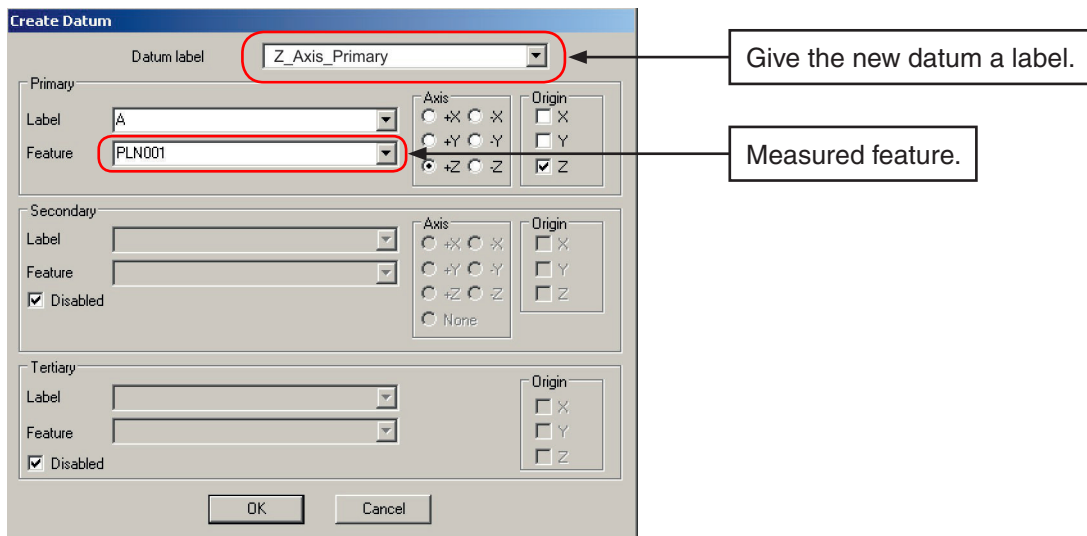 Create Datum
Datum label Z_Axis_Primary
Give the new datum a label.
Primary
Axis Origin
Label A +X -X X
+Y -Y Y
Feature PLN001
Measured feature.
+Z -Z Z
Secondary
Axis Origin
Label +X -X X
Feature +Y -Y Y
Disabled +Z -Z Z
None
Tertiary
Origin
Label X
Feature Y
Disabled Z
OK Cancel